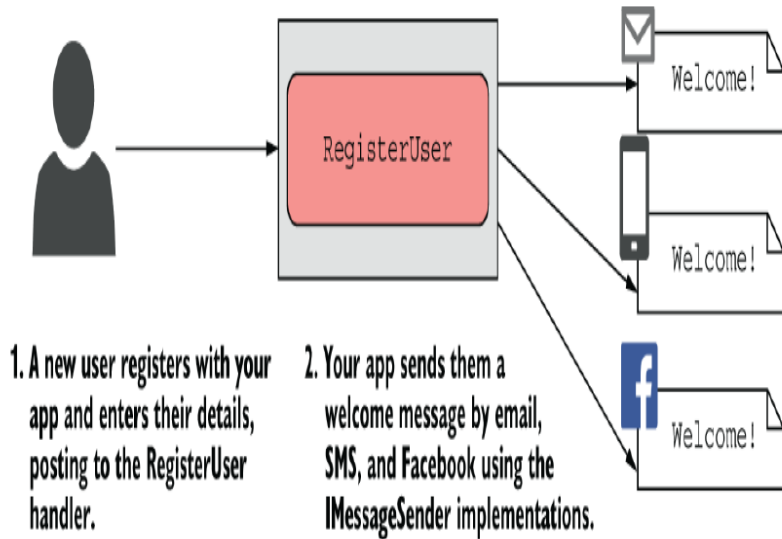 RegisterUser
Welcome!
Welcome!
Welcome!
1. A new user registers with your
app and enters their details,
posting to the RegisterUser
handler.
2. Your app sends them a
welcome message by email,
SMS, and Facebook using the
IMessageSender implementations.